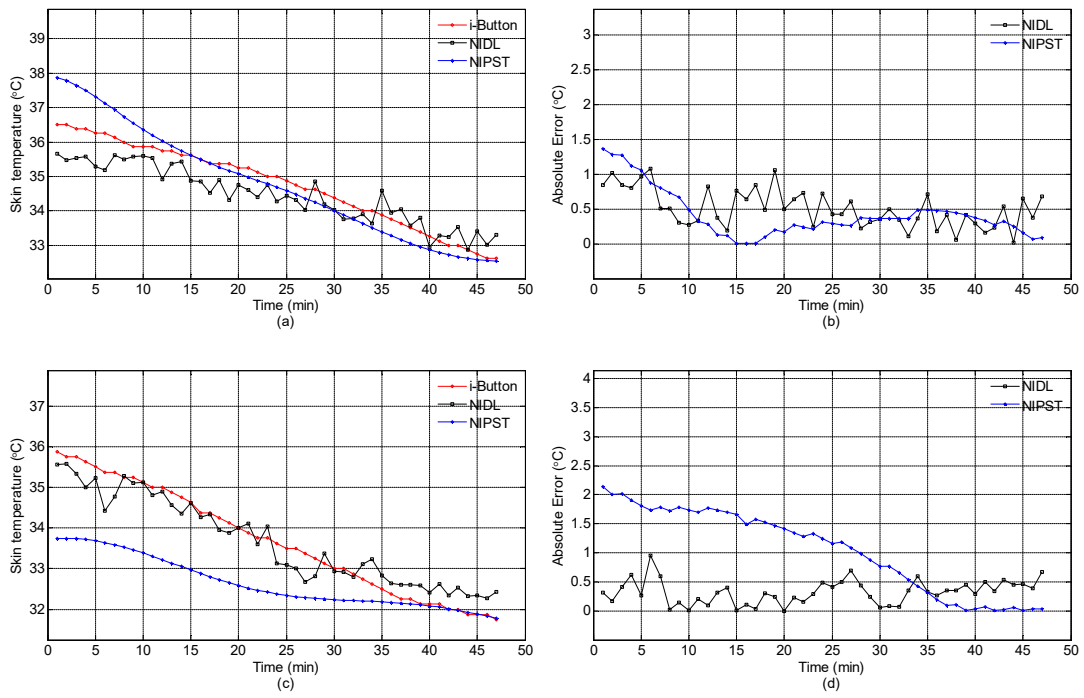 i-Button
NIDL
NIPST
39
38
37
36
35
34
33
Skin temperature (°C)
0 5 10 15 20 25 30 35 40 45 50
Time (min)
(a)
NIDL
NIPST
3
2.5
2
1.5
1
0.5
0
Absolute Error (°C)
0 5 10 15 20 25 30 35 40 45 50
Time (min)
(b)
i-Button
NIDL
NIPST
37
36
35
34
33
32
Skin temperature (°C)
0 5 10 15 20 25 30 35 40 45 50
Time (min)
(c)
NIDL
NIPST
4
3.5
3
2.5
2
1.5
1
0.5
0
Absolute Error (°C)
0 5 10 15 20 25 30 35 40 45 50
Time (min)
(d)